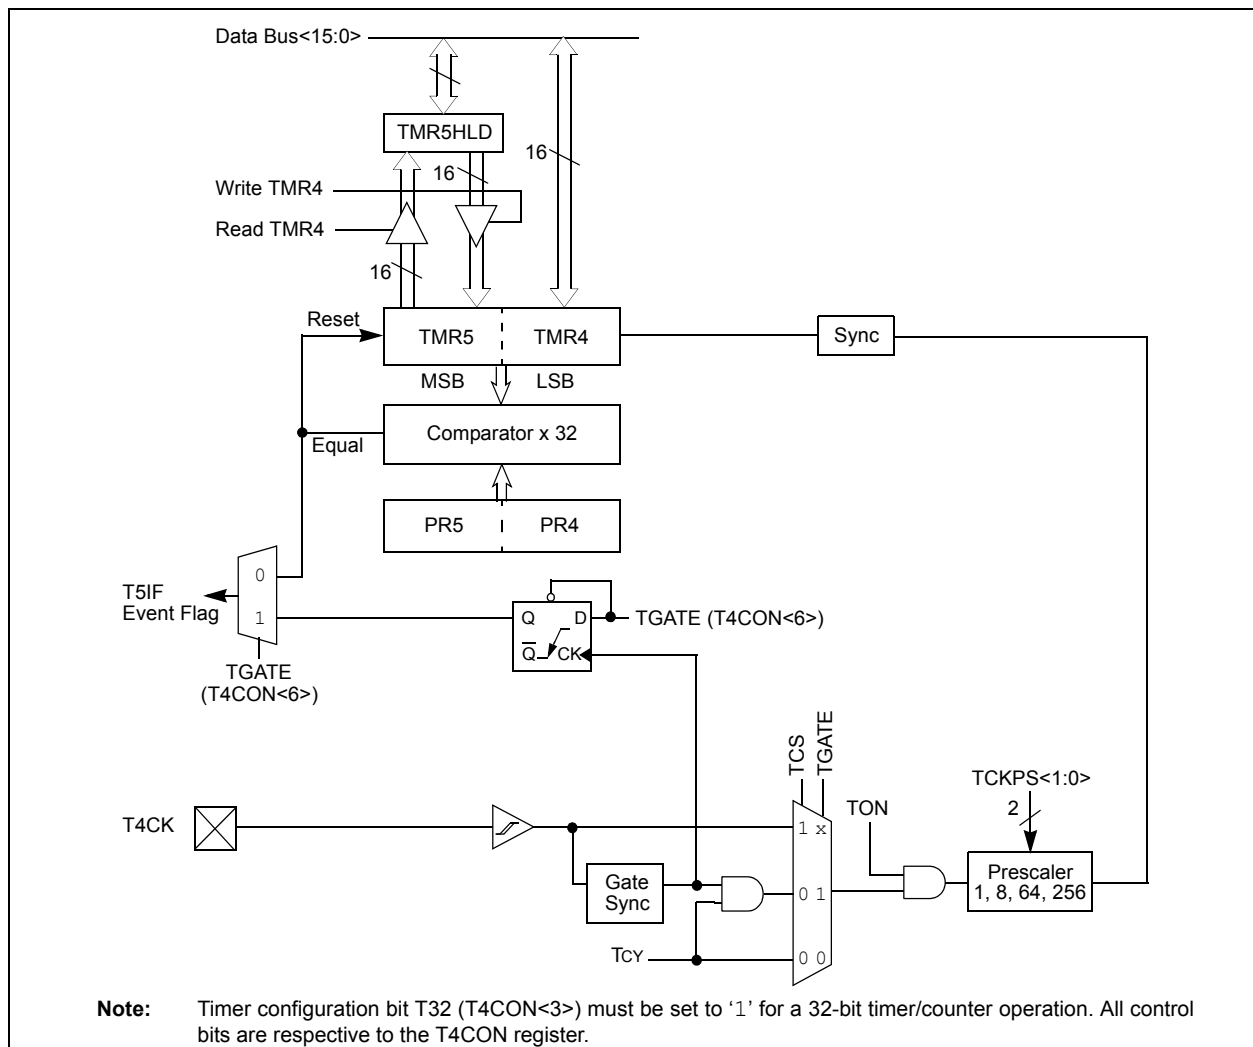 Data Bus<15:0>
TMR5HLD
16
16
Write TMR4
Read TMR4
16
Reset
TMR5
TMR4
Sync
MSB
LSB
Equal
Comparator x 32
PR5
PR4
0
1
T5IF
Event Flag
TGATE
(T4CON<6>)
Q
D
Q
CK
TGATE (T4CON<6>)
TCS
TGATE
TCKPS<1:0>
2
TON
T4CK
1 x
Gate
Sync
0 1
Prescaler
1, 8, 64, 256
TCY
0 0
Note: Timer configuration bit T32 (T4CON<3>) must be set to ‘1’ for a 32-bit timer/counter operation. All control
bits are respective to the T4CON register.